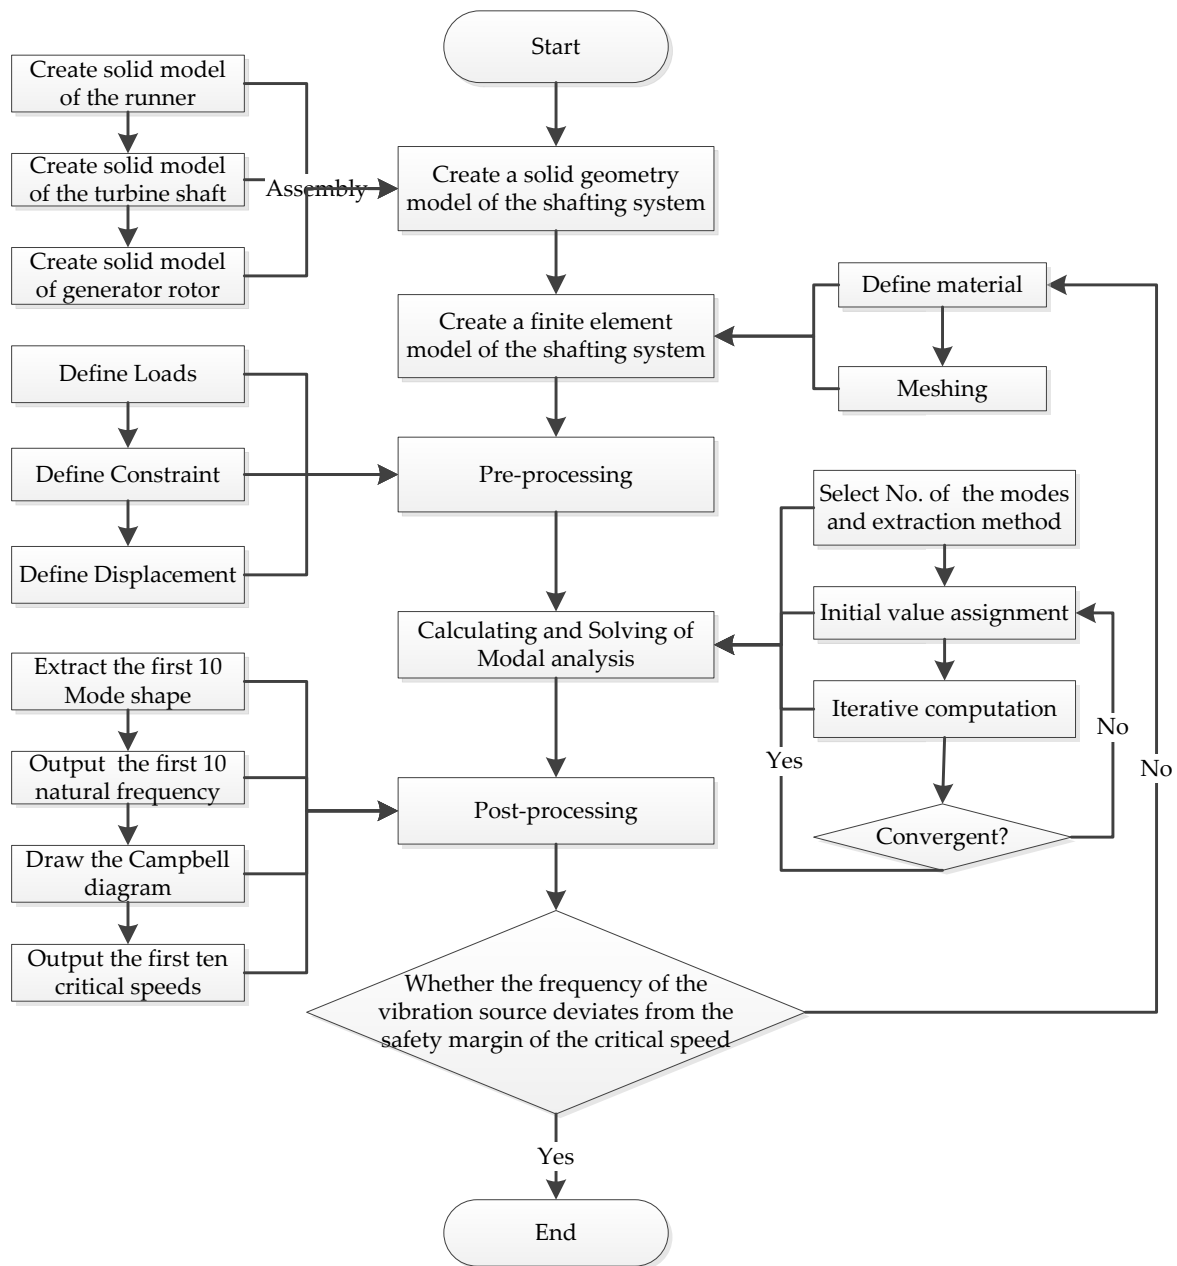 Start
Create solid model
of the runner
Create solid model
of the turbine shaft
Create solid model
of generator rotor
Assembly
Create a solid geometry
model of the shafting system
Create a finite element
model of the shafting system
Define material
Meshing
Define Loads
Define Constraint
Define Displacement
Pre-processing
Select No. of  the modes
and extraction method
Initial value assignment
Iterative computation
Convergent?
Yes
No
No
Calculating and Solving of
Modal analysis
Extract the first 10
Mode shape
Output  the first 10
natural frequency
Draw the Campbell
diagram
Output the first ten
critical speeds
Post-processing
Whether the frequency of the
vibration source deviates from the
safety margin of the critical speed
Yes
End